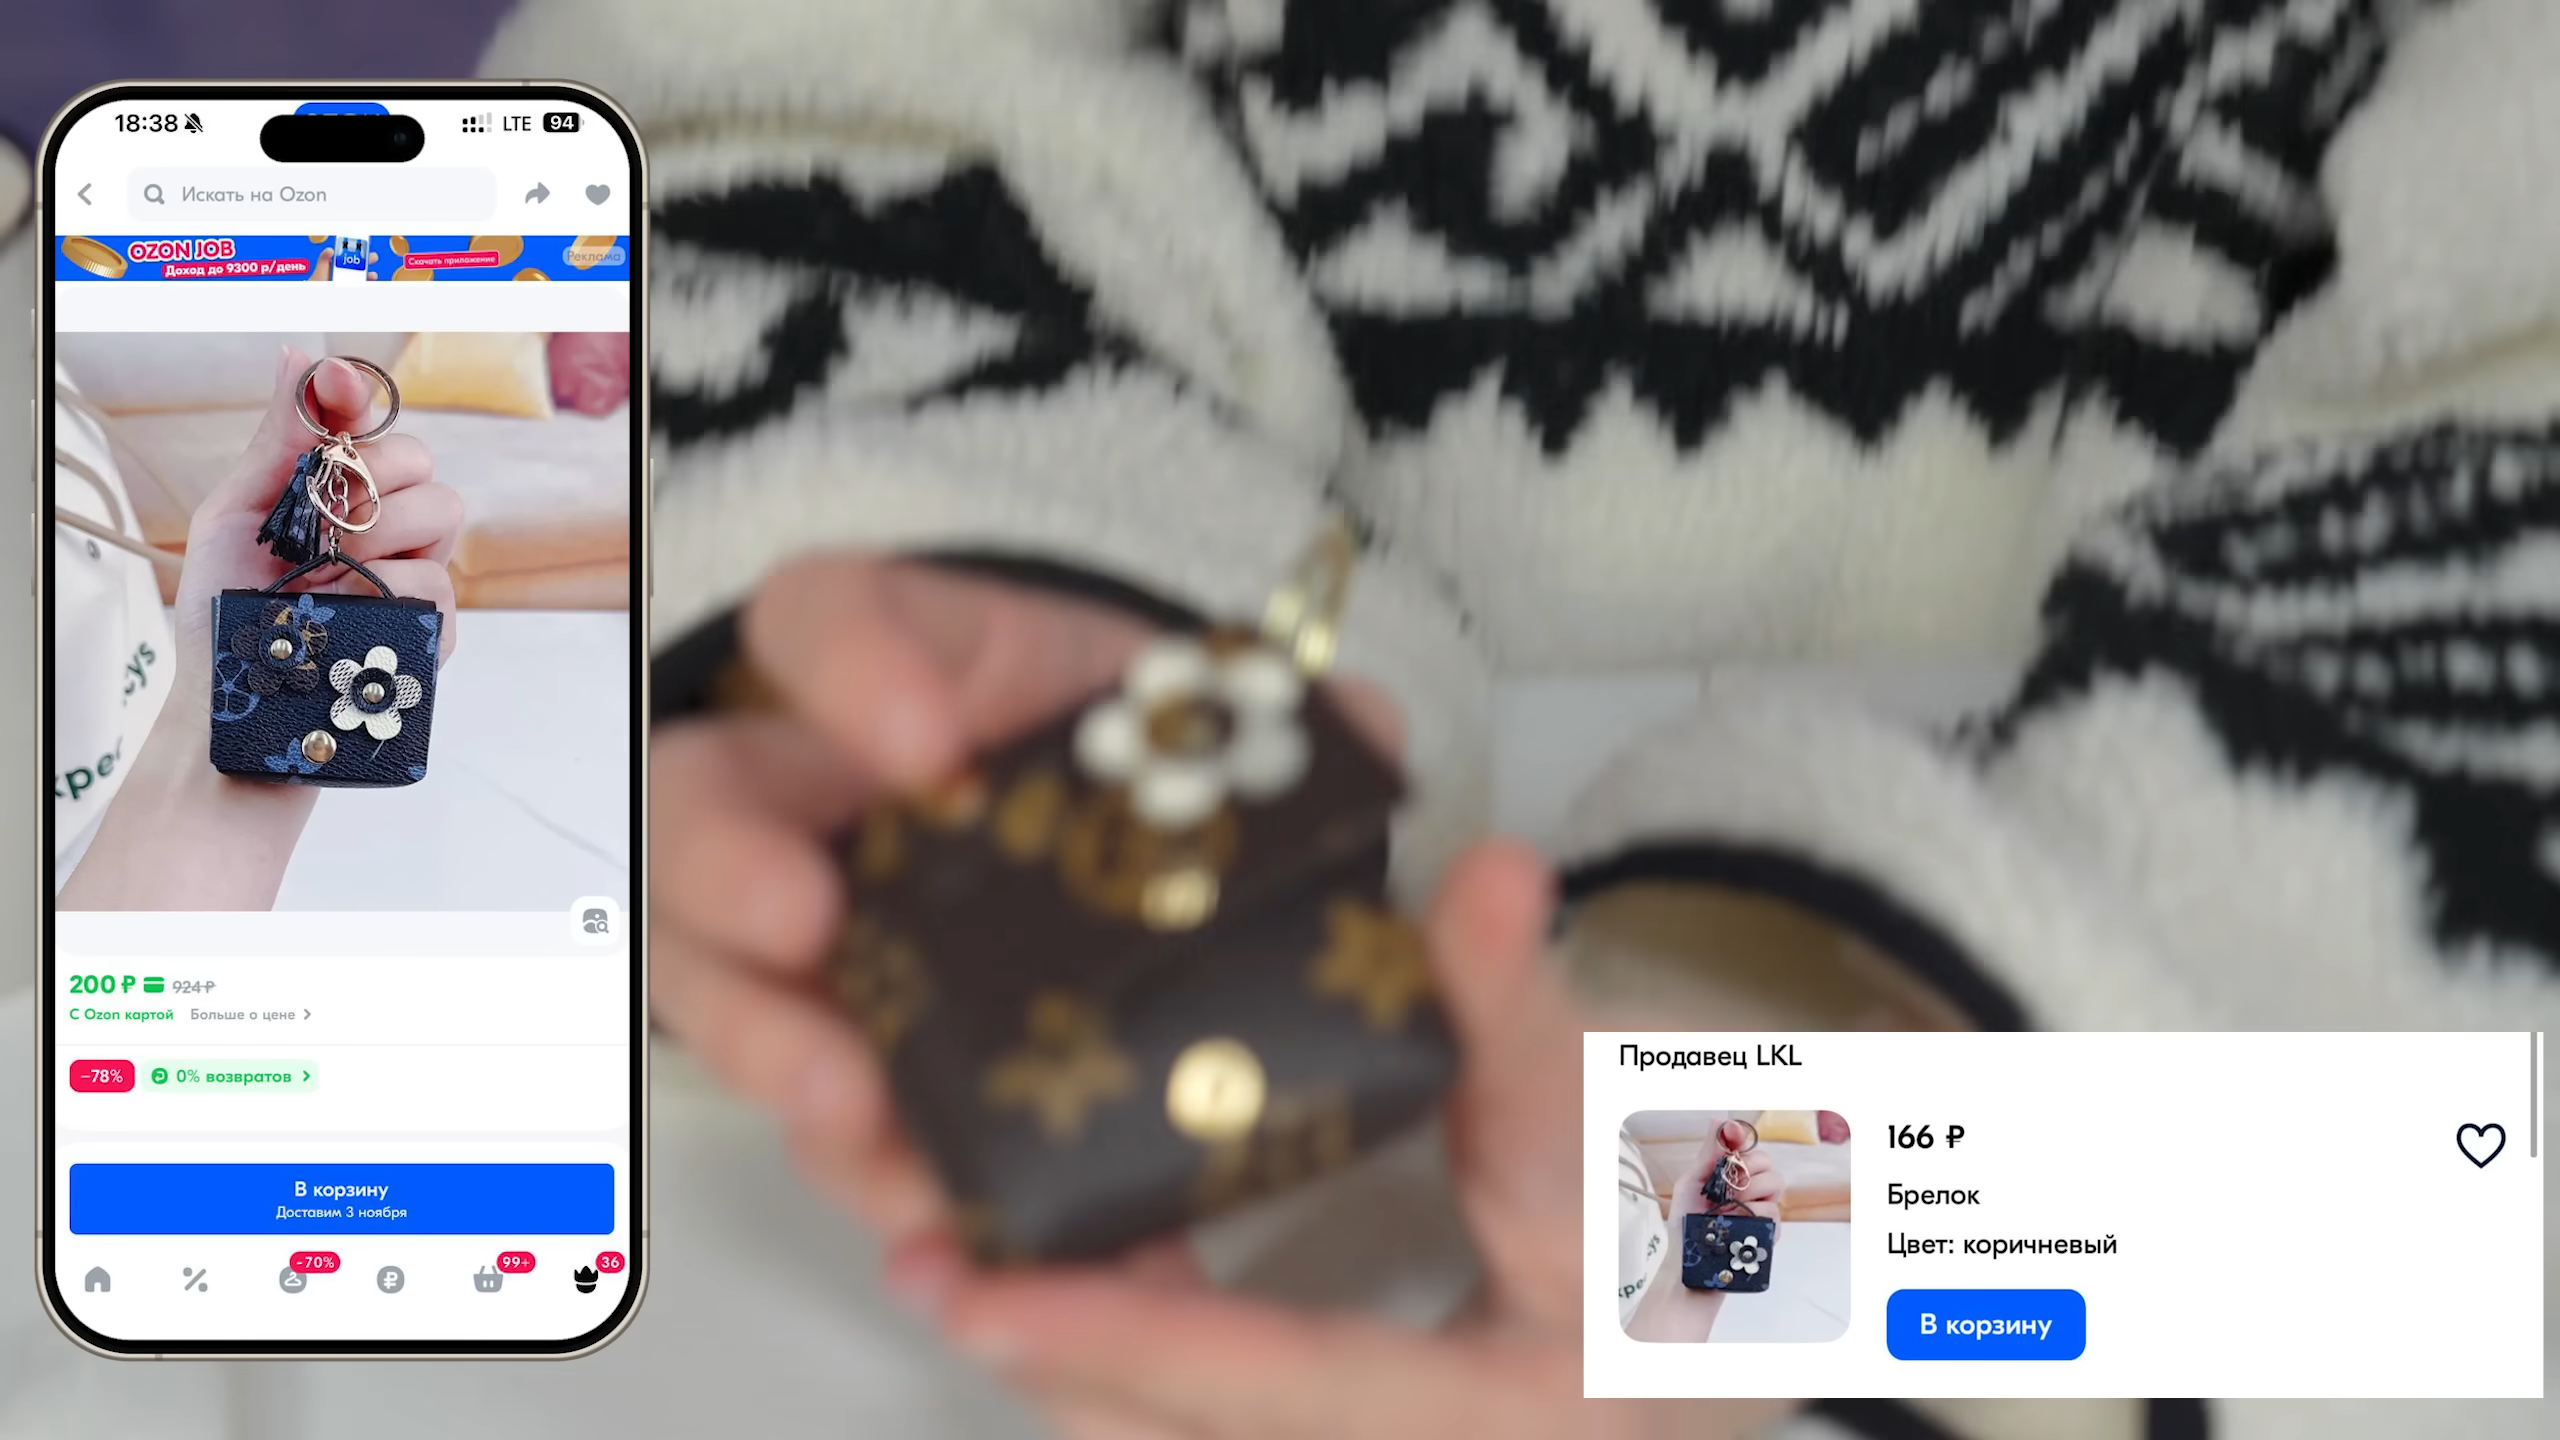 18:38
LTE
94
Искать на Ozon
OZON JOB
Доход до 9300 р/день
job
Скачать приложение
Реклама
200 ₽ 924 ₽
С Ozon картой Больше о цене
-78% 0% возвратов
В корзину
Доставим 3 ноября
-70%
99+
36
Продавец LKL
166 ₽
Брелок
Цвет: коричневый
В корзину